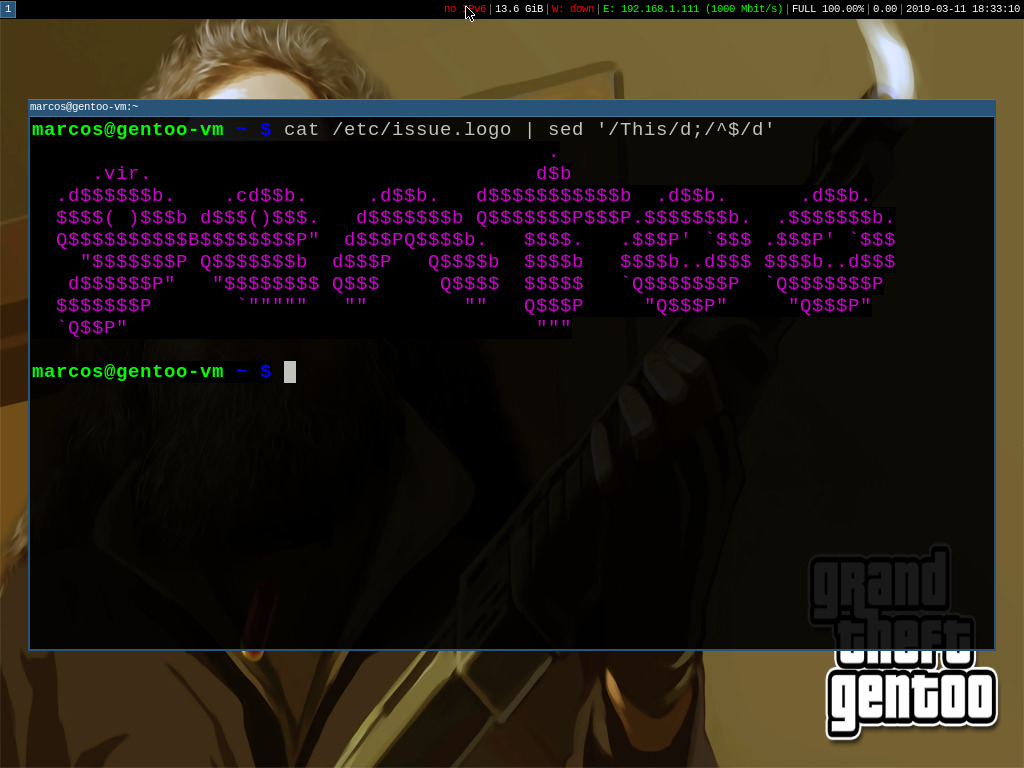 1 no IPv6|13.6 GiB|W: down|E: 192.168.1.111 (1000 Mbit/s)|FULL 100.00%|0.00|2019-03-11 18:33:10
marcos@gentoo-vm:~
marcos@gentoo-vm ~ $ cat /etc/issue.logo | sed '/This/d;/^$/d'
                                           .
     .vir.                                d$b
  .d$$$$$$b.    .cd$$b.     .d$$b.   d$$$$$$$$$$$b  .d$$b.      .d$$b.
  $$$$( )$$$b d$$$()$$$.   d$$$$$$$b Q$$$$$$$P$$$P.$$$$$$$b.  .$$$$$$$b.
  Q$$$$$$$$$$B$$$$$$$$P"  d$$$PQ$$$$b.   $$$$.   .$$$P' `$$$ .$$$P' `$$$
    "$$$$$$$P Q$$$$$$$b  d$$$P   Q$$$$b  $$$$b   $$$$b..d$$$ $$$$b..d$$$
   d$$$$$$P"   "$$$$$$$$ Q$$$     Q$$$$  $$$$$   `Q$$$$$$$P  `Q$$$$$$$P
  $$$$$$$P       `"""""   ""        ""   Q$$$P     "Q$$$P"     "Q$$$P"
  `Q$$P"                                  """
marcos@gentoo-vm ~ $
grand
theft
gentoo